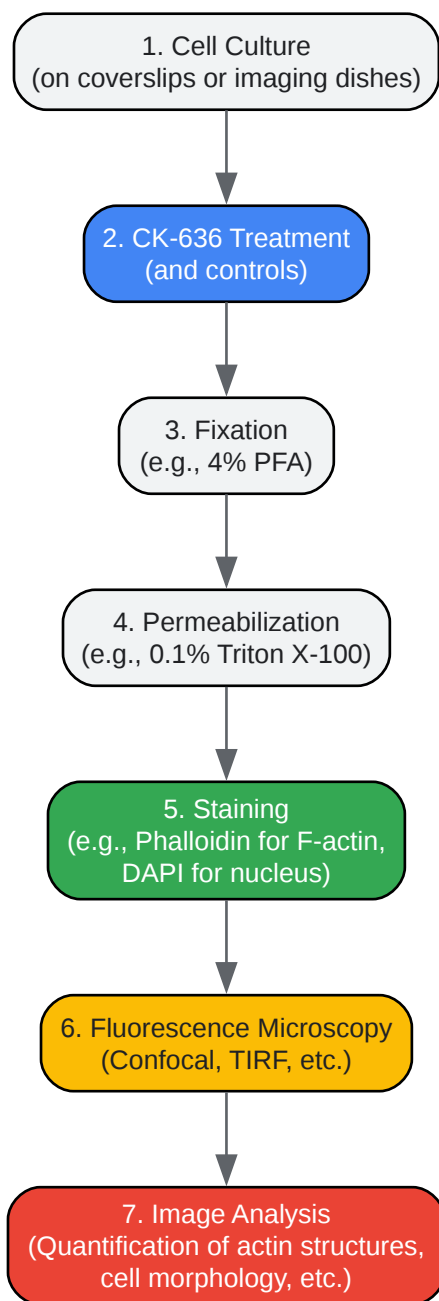 1. Cell Culture
(on coverslips or imaging dishes)
2. CK-636 Treatment
(and controls)
3. Fixation
(e.g., 4% PFA)
4. Permeabilization
(e.g., 0.1% Triton X-100)
5. Staining
(e.g., Phalloidin for F-actin,
DAPI for nucleus)
6. Fluorescence Microscopy
(Confocal, TIRF, etc.)
7. Image Analysis
(Quantification of actin structures,
cell morphology, etc.)